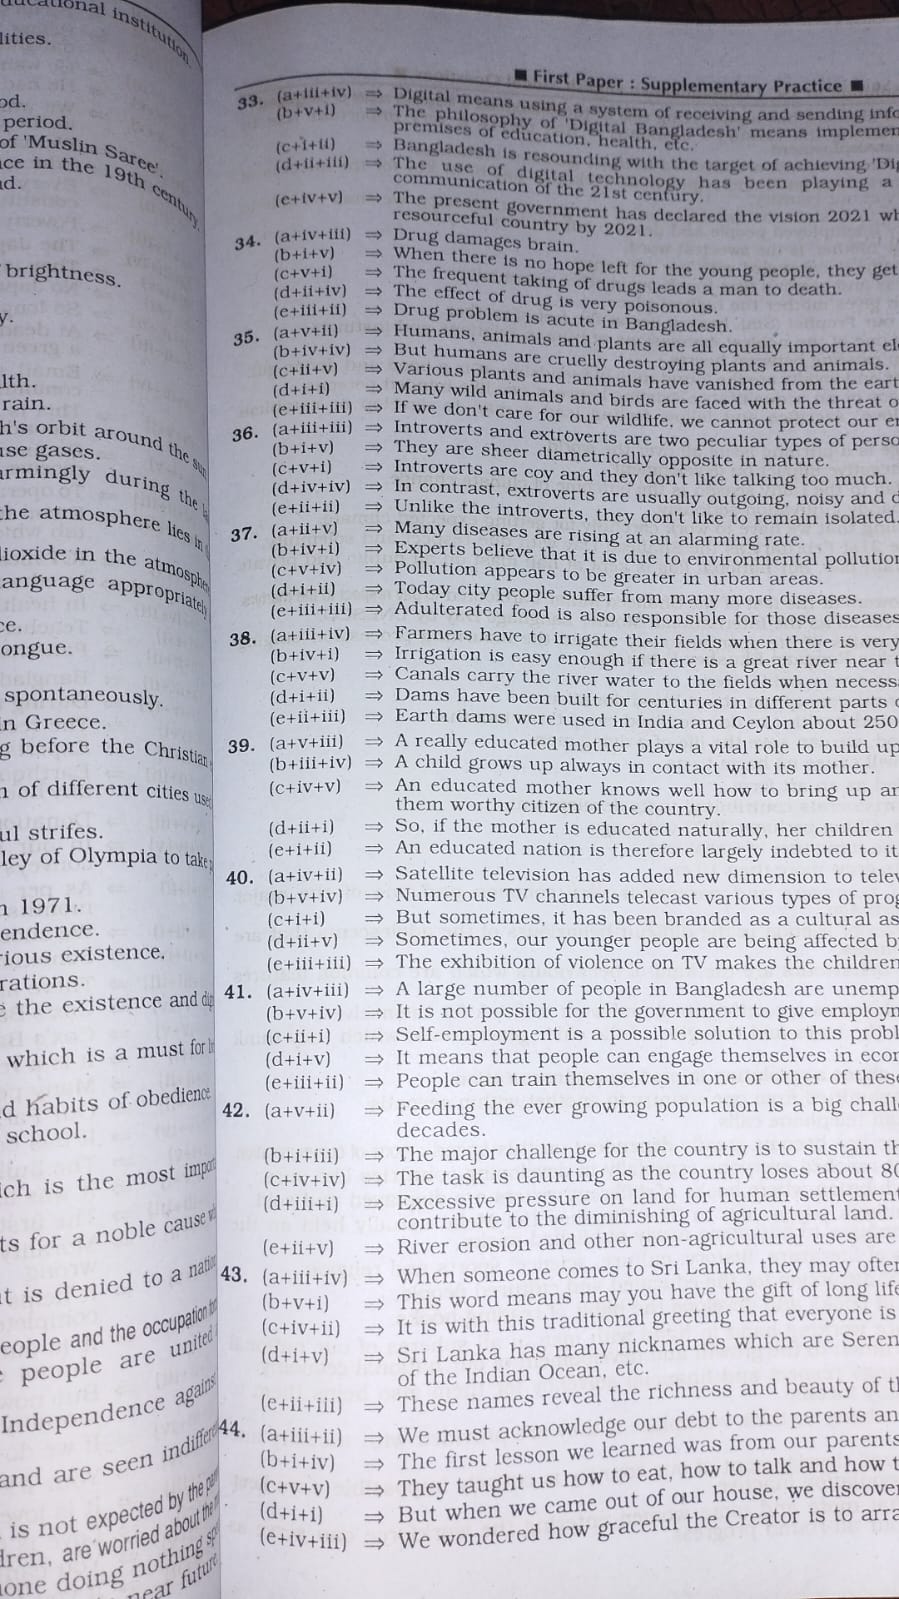 ducational institution
lities.
od.
period.
of 'Muslin Saree'.
ce in the 19th century.
d.
brightness.
y.
lth.
rain.
h's orbit around the
se gases.
rmingly during the
he atmosphere lies in
lioxide in the atmosphe
anguage appropriately
ce.
ongue.
spontaneously.
n Greece.
g before the Christian
n of different cities use
ul strifes.
ley of Olympia to take
n 1971.
endence.
rious existence.
rations.
e the existence and dig
which is a must for
d habits of obedience
school.
ich is the most import
ts for a noble cause
t is denied to a natio
eople and the occupation
people are united
Independence against
and are seen indiffere
is not expected by the
dren, are worried about the
one doing nothing
near future.
■ First Paper : Supplementary Practice ■
33. (a+iii+iv) ⇒ Digital means using a system of receiving and sending info
(b+v+i) ⇒ The philosophy of 'Digital Bangladesh' means implemen
premises of education, health, etc.
(c+i+ii) ⇒ Bangladesh is resounding with the target of achieving 'Di
(d+ii+iii) ⇒ The use of digital technology has been playing a
communication of the 21st century.
(e+iv+v) ⇒ The present government has declared the vision 2021 wh
resourceful country by 2021.
34. (a+iv+iii) ⇒ Drug damages brain.
(b+i+v) ⇒ When there is no hope left for the young people, they get
(c+v+i) ⇒ The frequent taking of drugs leads a man to death.
(d+ii+iv) ⇒ The effect of drug is very poisonous.
(e+iii+ii) ⇒ Drug problem is acute in Bangladesh.
35. (a+v+ii) ⇒ Humans, animals and plants are all equally important el
(b+iv+iv) ⇒ But humans are cruelly destroying plants and animals.
(c+ii+v) ⇒ Various plants and animals have vanished from the eart
(d+i+i) ⇒ Many wild animals and birds are faced with the threat o
(e+iii+iii) ⇒ If we don't care for our wildlife, we cannot protect our e
36. (a+iii+iii) ⇒ Introverts and extroverts are two peculiar types of perso
(b+i+v) ⇒ They are sheer diametrically opposite in nature.
(c+v+i) ⇒ Introverts are coy and they don't like talking too much.
(d+iv+iv) ⇒ In contrast, extroverts are usually outgoing, noisy and d
(e+ii+ii) ⇒ Unlike the introverts, they don't like to remain isolated.
37. (a+ii+v) ⇒ Many diseases are rising at an alarming rate.
(b+iv+i) ⇒ Experts believe that it is due to environmental pollution
(c+v+iv) ⇒ Pollution appears to be greater in urban areas.
(d+i+ii) ⇒ Today city people suffer from many more diseases.
(e+iii+iii) ⇒ Adulterated food is also responsible for those diseases
38. (a+iii+iv) ⇒ Farmers have to irrigate their fields when there is very
(b+iv+i) ⇒ Irrigation is easy enough if there is a great river near t
(c+v+v) ⇒ Canals carry the river water to the fields when necess
(d+i+ii) ⇒ Dams have been built for centuries in different parts
(e+ii+iii) ⇒ Earth dams were used in India and Ceylon about 250
39. (a+v+iii) ⇒ A really educated mother plays a vital role to build up
(b+iii+iv) ⇒ A child grows up always in contact with its mother.
(c+iv+v) ⇒ An educated mother knows well how to bring up an
them worthy citizen of the country.
(d+ii+i) ⇒ So, if the mother is educated naturally, her children
(e+i+ii) ⇒ An educated nation is therefore largely indebted to it
40. (a+iv+ii) ⇒ Satellite television has added new dimension to telev
(b+v+iv) ⇒ Numerous TV channels telecast various types of prog
(c+i+i) ⇒ But sometimes, it has been branded as a cultural as
(d+ii+v) ⇒ Sometimes, our younger people are being affected b
(e+iii+iii) ⇒ The exhibition of violence on TV makes the children
41. (a+iv+iii) ⇒ A large number of people in Bangladesh are unemp
(b+v+iv) ⇒ It is not possible for the government to give employm
(c+ii+i) ⇒ Self-employment is a possible solution to this probl
(d+i+v) ⇒ It means that people can engage themselves in econ
(e+iii+ii) ⇒ People can train themselves in one or other of these
42. (a+v+ii) ⇒ Feeding the ever growing population is a big chall
decades.
(b+i+iii) ⇒ The major challenge for the country is to sustain th
(c+iv+iv) ⇒ The task is daunting as the country loses about 80
(d+iii+i) ⇒ Excessive pressure on land for human settlement
contribute to the diminishing of agricultural land.
(e+ii+v) ⇒ River erosion and other non-agricultural uses are
43. (a+iii+iv) ⇒ When someone comes to Sri Lanka, they may often
(b+v+i) ⇒ This word means may you have the gift of long life
(c+iv+ii) ⇒ It is with this traditional greeting that everyone is
(d+i+v) ⇒ Sri Lanka has many nicknames which are Seren
of the Indian Ocean, etc.
(e+ii+iii) ⇒ These names reveal the richness and beauty of t
44. (a+iii+ii) ⇒ We must acknowledge our debt to the parents an
(b+i+iv) ⇒ The first lesson we learned was from our parents
(c+v+v) ⇒ They taught us how to eat, how to talk and how t
(d+i+i) ⇒ But when we came out of our house, we discover
(e+iv+iii) ⇒ We wondered how graceful the Creator is to arra